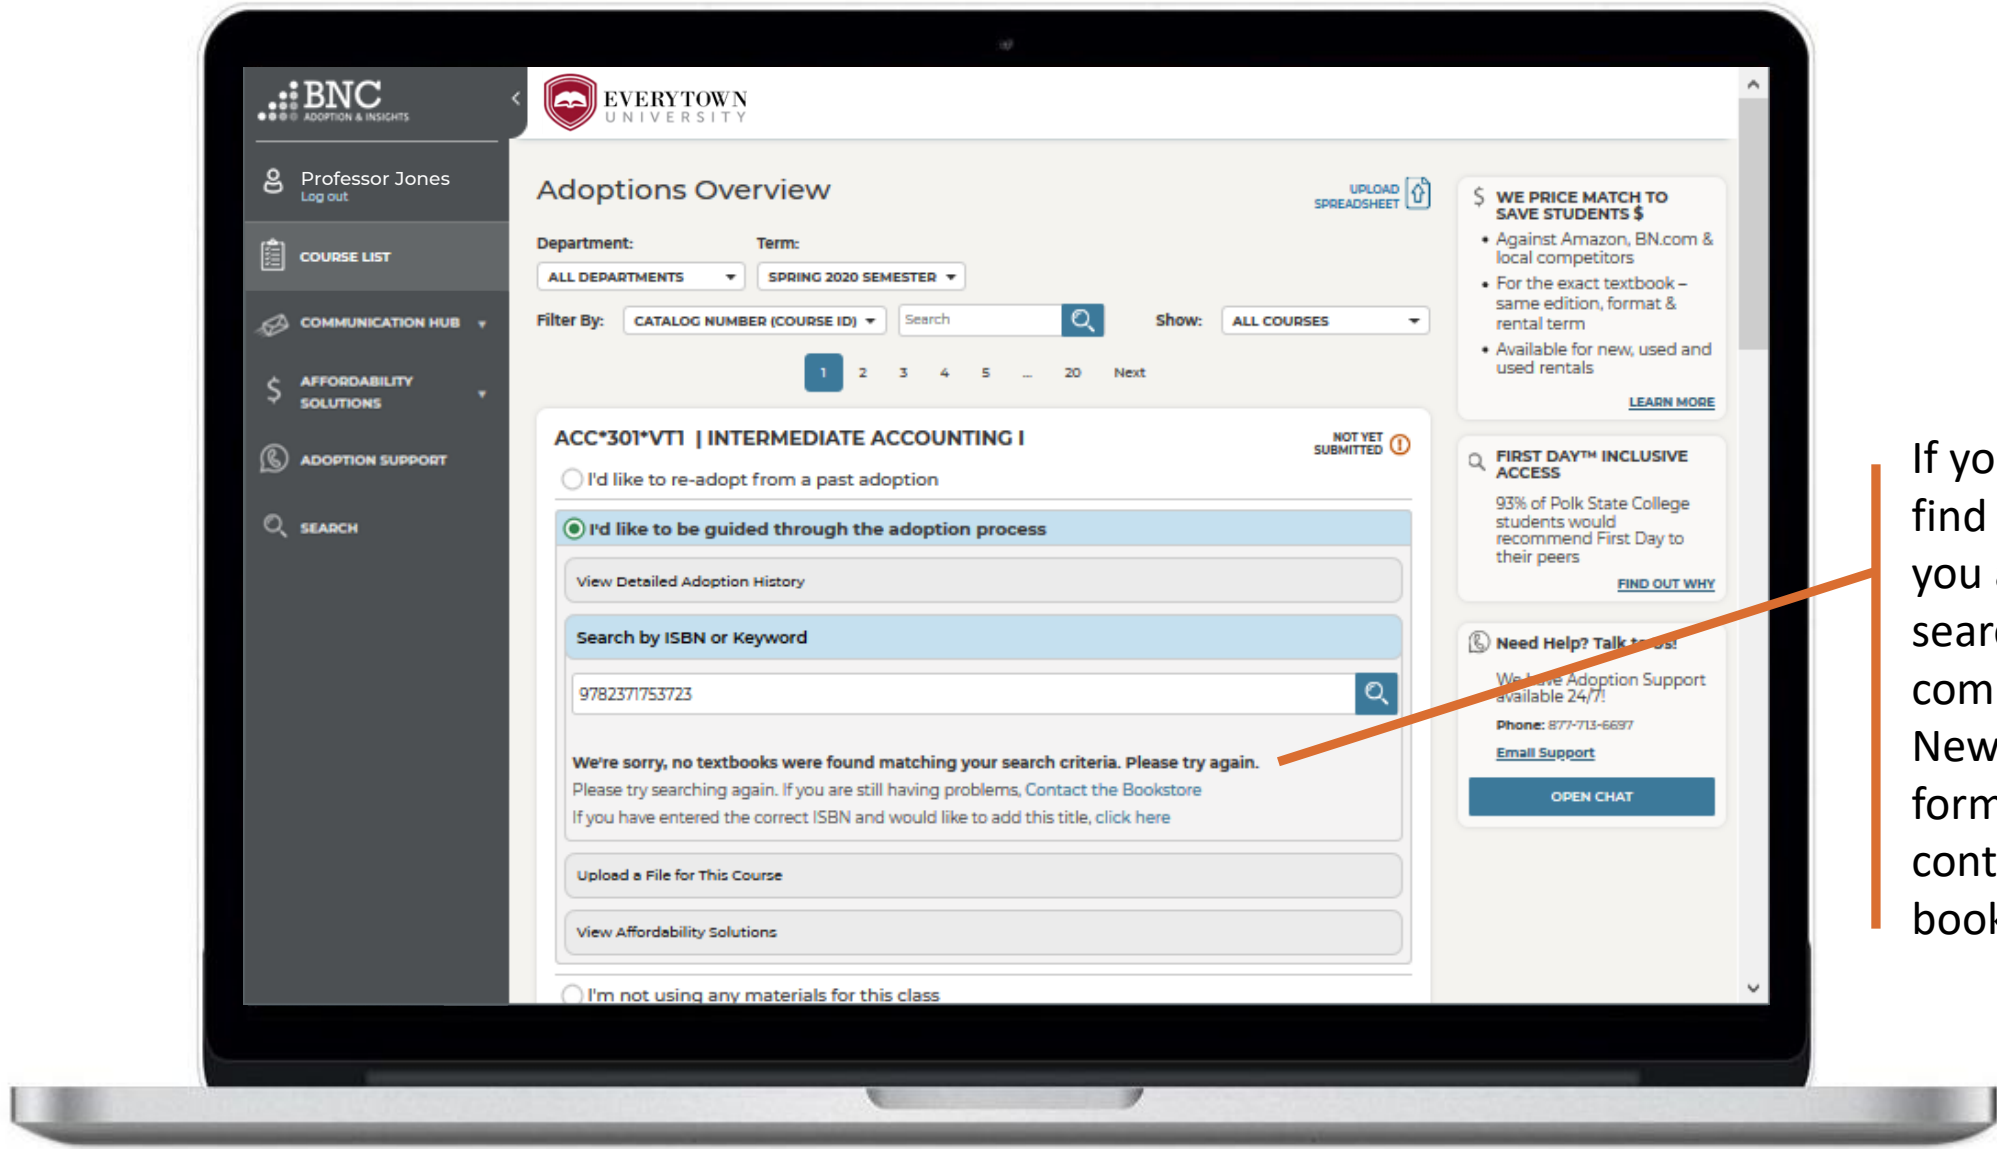 BNC
ADOPTION & INSIGHTS
Professor Jones
Log out
COURSE LIST
COMMUNICATION HUB
AFFORDABILITY
SOLUTIONS
ADOPTION SUPPORT
SEARCH
EVERYTOWN
UNIVERSITY
Adoptions Overview
UPLOAD
SPREADSHEET
Department:
Term:
ALL DEPARTMENTS
SPRING 2020 SEMESTER
Filter By:
CATALOG NUMBER (COURSE ID)
Search
Show:
ALL COURSES
1 2 3 4 5 ... 20 Next
ACC*301*VT1 | INTERMEDIATE ACCOUNTING I
NOT YET
SUBMITTED
I'd like to re-adopt from a past adoption
I'd like to be guided through the adoption process
View Detailed Adoption History
Search by ISBN or Keyword
9782371753723
We're sorry, no textbooks were found matching your search criteria. Please try again.
Please try searching again. If you are still having problems, Contact the Bookstore
If you have entered the correct ISBN and would like to add this title, click here
Upload a File for This Course
View Affordability Solutions
I'm not using any materials for this class
$ WE PRICE MATCH TO
SAVE STUDENTS $
• Against Amazon, BN.com &
local competitors
• For the exact textbook –
same edition, format &
rental term
• Available for new, used and
used rentals
LEARN MORE
FIRST DAY™ INCLUSIVE
ACCESS
93% of Polk State College
students would
recommend First Day to
their peers
FIND OUT WHY
Need Help? Talk to Us!
We have Adoption Support
available 24/7!
Phone: 877-713-6697
Email Support
OPEN CHAT
If yo
find
you
sear
com
New
form
cont
book